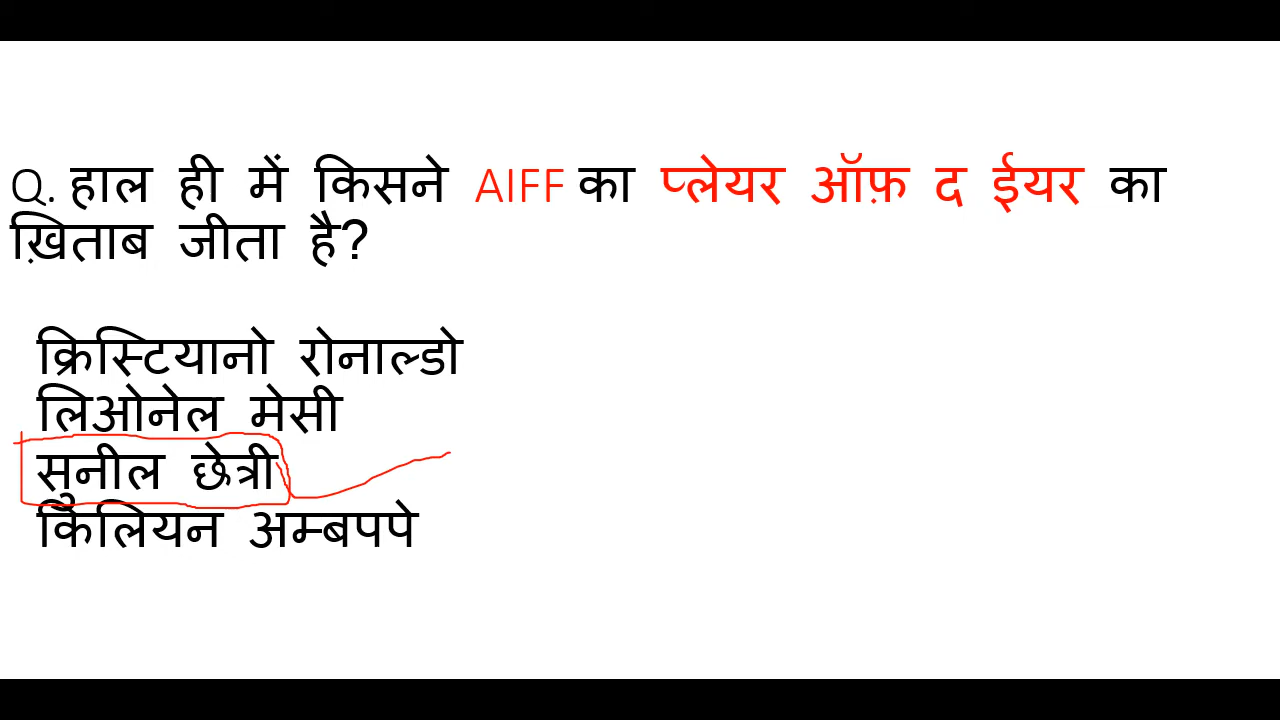 Q. हाल ही में किसने AIFF का प्लेयर ऑफ़ द ईयर का
ख़िताब जीता है?
क्रिस्टियानो रोनाल्डो
लिओनेल मेसी
सुनील छेत्री
किलियन अम्बपपे